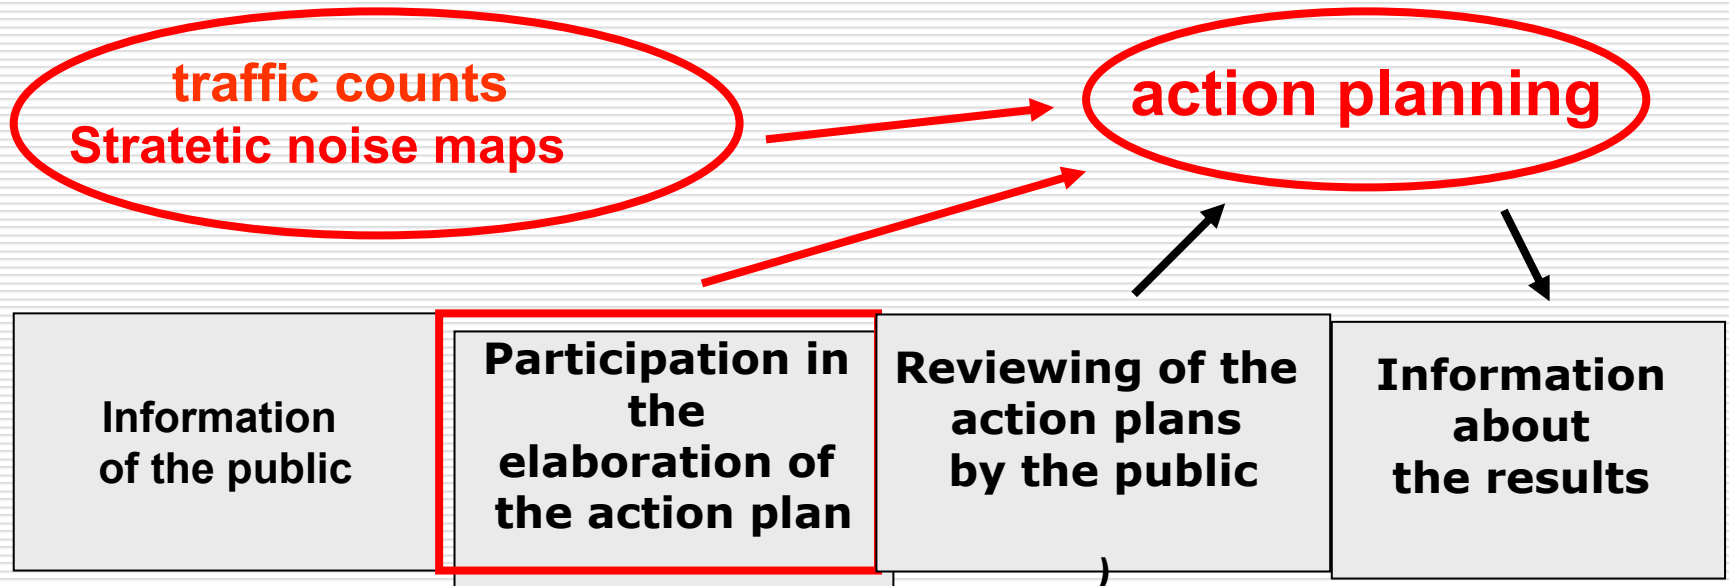 traffic counts
Stratetic noise maps
action planning
Information
of the public
Participation in
the
elaboration of
the action plan
Reviewing of the
action plans
by the public
)
Information
about
the results